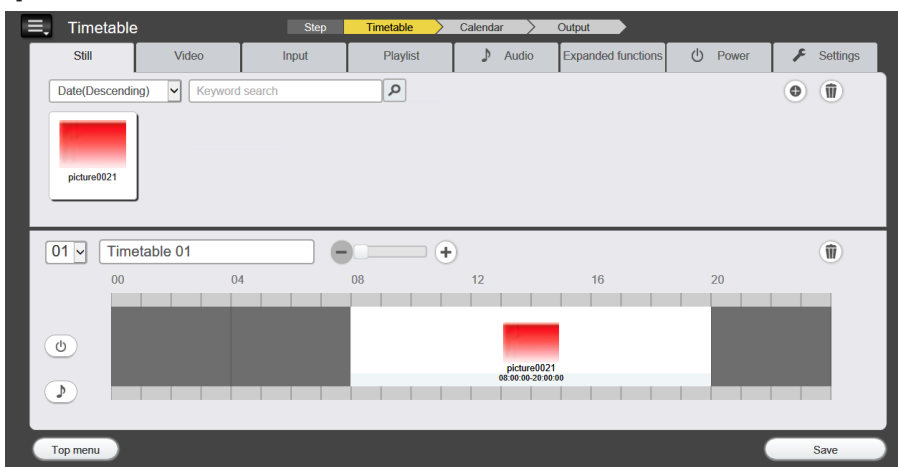 Timetable
Step Timetable Calendar Output
Still Video Input Playlist Audio Expanded functions Power Settings
Date(Descending) Keyword search
picture0021
01 Timetable 01
00 04 08 12 16 20
picture0021
08:00:00-20:00:00
Top menu Save